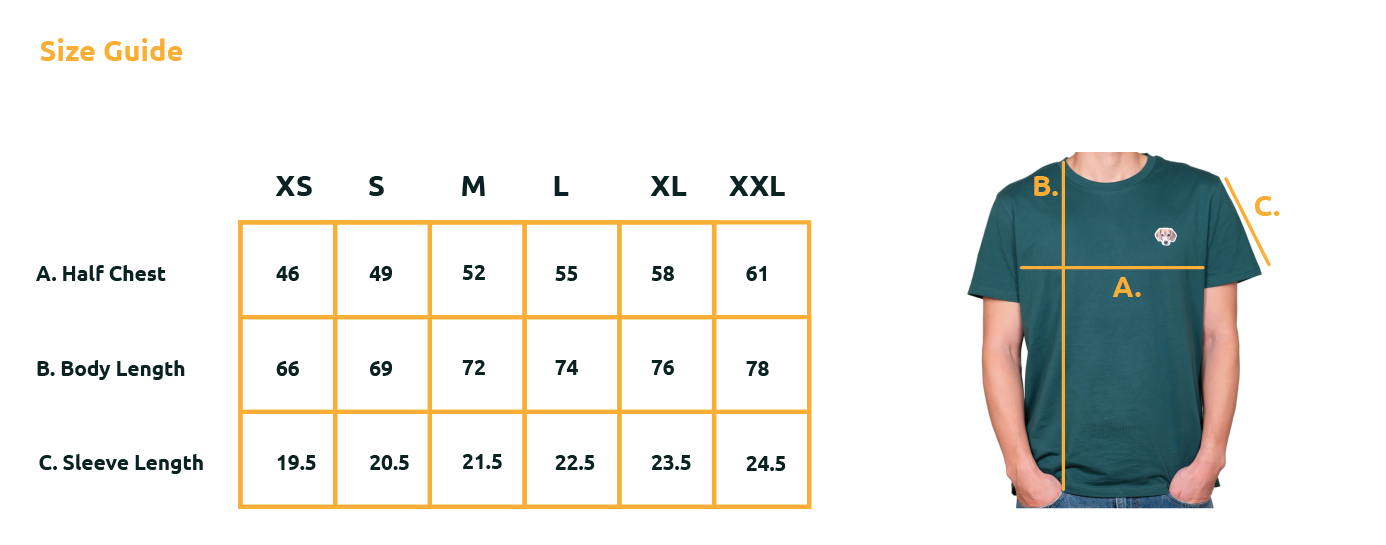 Size Guide
XS S M L XL XXL
A. Half Chest 46 49 52 55 58 61
B. Body Length 66 69 72 74 76 78
C. Sleeve Length 19.5 20.5 21.5 22.5 23.5 24.5
B.
C.
A.